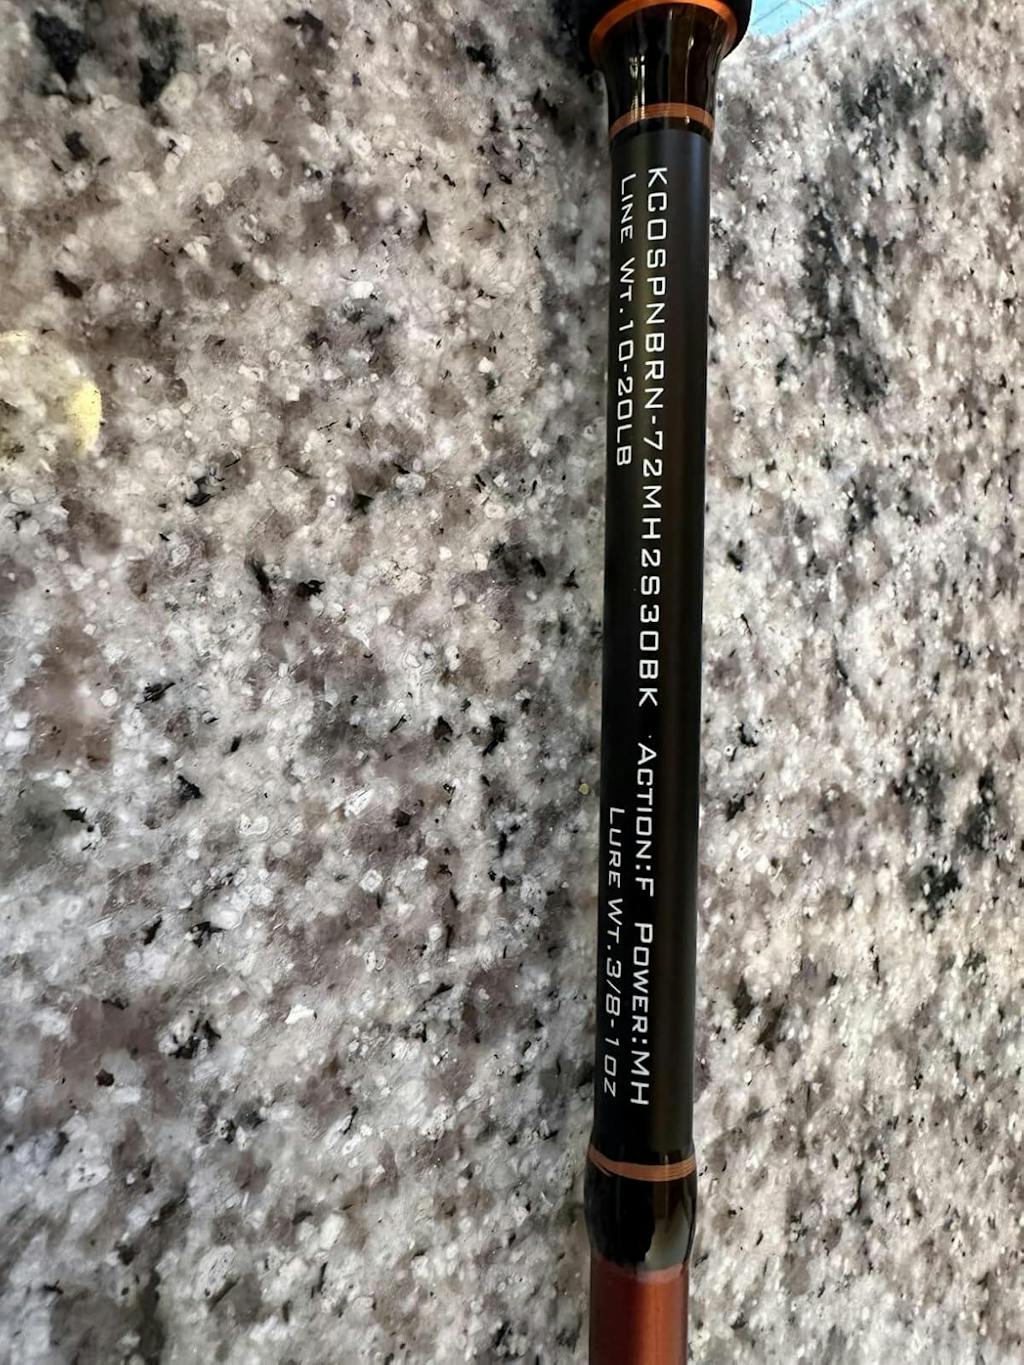 KCOSPNBRN-72MH2S30BK  ACTION:F  POWER:MH
LINE WT.10-20LB  LURE WT.3/8-1OZ